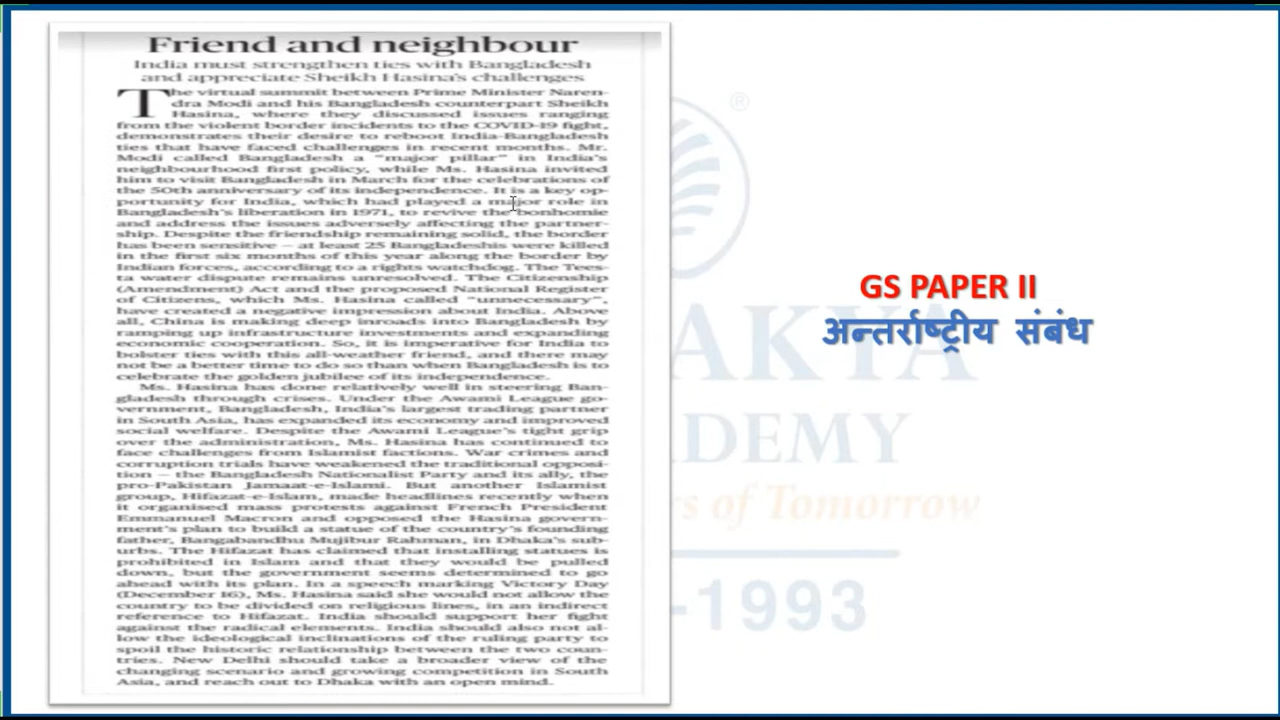 Friend and neighbour
India must strengthen ties with Bangladesh
and appreciate Sheikh Hasina's challenges
The virtual summit between Prime Minister Naren-
dra Modi and his Bangladesh counterpart Sheikh
Hasina, where they discussed issues ranging
from the violent border incidents to the COVID-19 fight,
demonstrates their desire to reboot India-Bangladesh
ties that have faced challenges in recent months. Mr.
Modi called Bangladesh a "major pillar" in India's
neighbourhood first policy, while Ms. Hasina invited
him to visit Bangladesh in March for the celebrations of
the 50th anniversary of its independence. It is a key op-
portunity for India, which had played a major role in
Bangladesh's liberation in 1971, to revive the bonhomie
and address the issues adversely affecting the partner-
ship. Despite the friendship remaining solid, the border
has been sensitive — at least 25 Bangladeshis were killed
in the first six months of this year along the border by
Indian forces, according to a rights watchdog. The Tees-
ta water dispute remains unresolved. The Citizenship
(Amendment) Act and the proposed National Register
of Citizens, which Ms. Hasina called "unnecessary",
have created a negative impression about India. Above
all, China is making deep inroads into Bangladesh by
ramping up infrastructure investments and expanding
economic cooperation. So, it is imperative for India to
bolster ties with this all-weather friend, and there may
not be a better time to do so than when Bangladesh is to
celebrate the golden jubilee of its independence.
Ms. Hasina has done relatively well in steering Ban-
gladesh through crises. Under the Awami League go-
vernment, Bangladesh, India's largest trading partner
in South Asia, has expanded its economy and improved
social welfare. Despite the Awami League's tight grip
over the administration, Ms. Hasina has continued to
face challenges from Islamist factions. War crimes and
corruption trials have weakened the traditional opposi-
tion — the Bangladesh Nationalist Party and its ally, the
pro-Pakistan Jamaat-e-Islami. But another Islamist
group, Hifazat-e-Islam, made headlines recently when
it organised mass protests against French President
Emmanuel Macron and opposed the Hasina govern-
ment's plan to build a statue of the country's founding
father, Bangabandhu Mujibur Rahman, in Dhaka's sub-
urbs. The Hifazat has claimed that installing statues is
prohibited in Islam and that they would be pulled
down, but the government seems determined to go
ahead with its plan. In a speech marking Victory Day
(December 16), Ms. Hasina said she would not allow the
country to be divided on religious lines, in an indirect
reference to Hifazat. India should support her fight
against the radical elements. India should also not al-
low the ideological inclinations of the ruling party to
spoil the historic relationship between the two coun-
tries. New Delhi should take a broader view of the
changing scenario and growing competition in South
Asia, and reach out to Dhaka with an open mind.
GS PAPER II
अन्तर्राष्ट्रीय संबंध
®
AKYA
DEMY
rs of Tomorrow
-1993